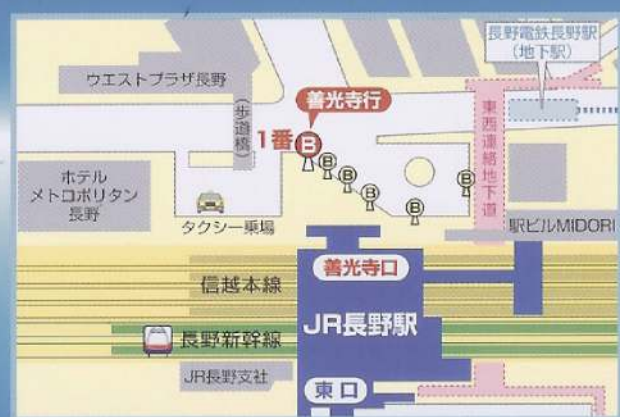 長野電鉄長野駅
(地下駅)
ウエストプラザ長野
善光寺行
(歩道橋)
1番
B
B
B
B
B
B
東西連絡地下道
ホテル
メトロポリタン
長野
タクシー乗場
駅ビルMIDORI
善光寺口
信越本線
JR長野駅
長野新幹線
JR長野支社
東口